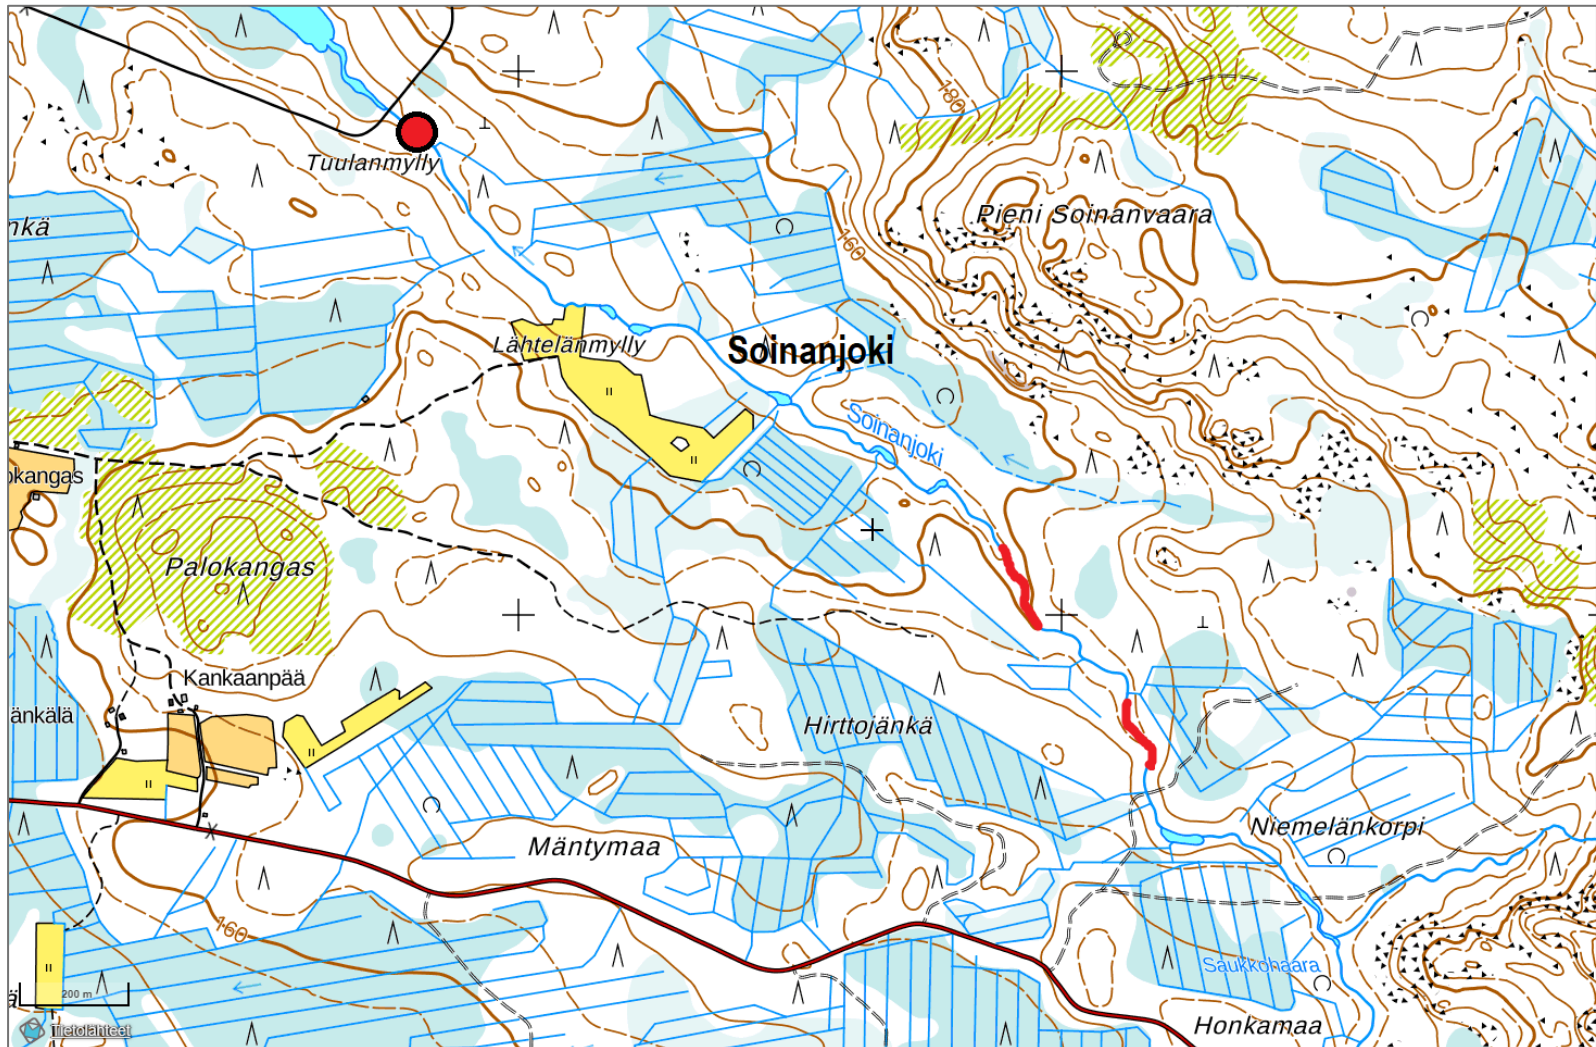 180
Tuulanmylly
Pieni Soinanvaara
nkä
160
Lähtelänmylly
Soinanjoki
Soinanjoki
okangas
Palokangas
Kankaanpää
änkälä
Hirttojänkä
Niemelänkorpi
Mäntymaa
160
Saukkohaara
200 m
ä
Honkamaa
Tietolähteet